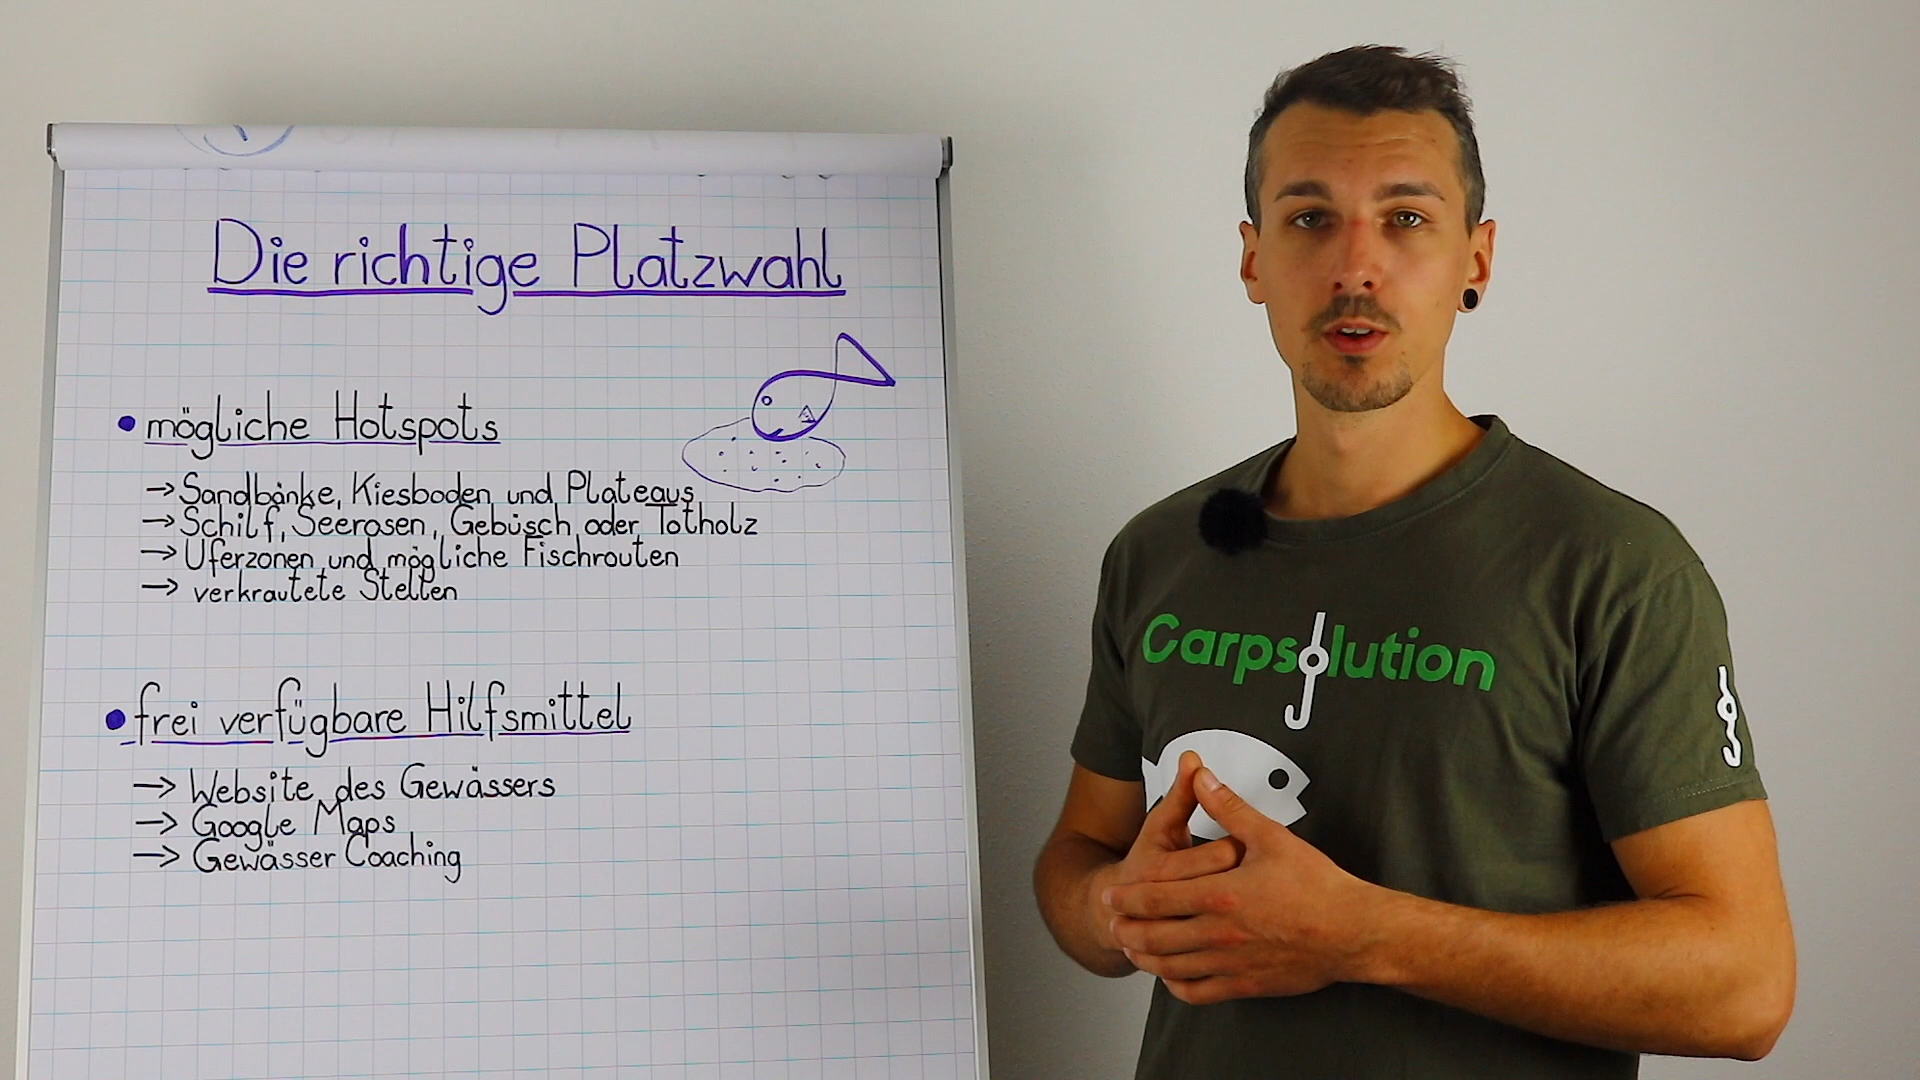 Die richtige Platzwahl
• mögliche Hotspots
→ Sandbänke, Kiesboden und Plateaus
→ Schilf, Seerosen, Gebüsch oder Totholz
→ Uferzonen und mögliche Fischrouten
→ verkrautete Stellen
• frei verfügbare Hilfsmittel
→ Website des Gewässers
→ Google Maps
→ Gewässer Coaching
Carpsolution